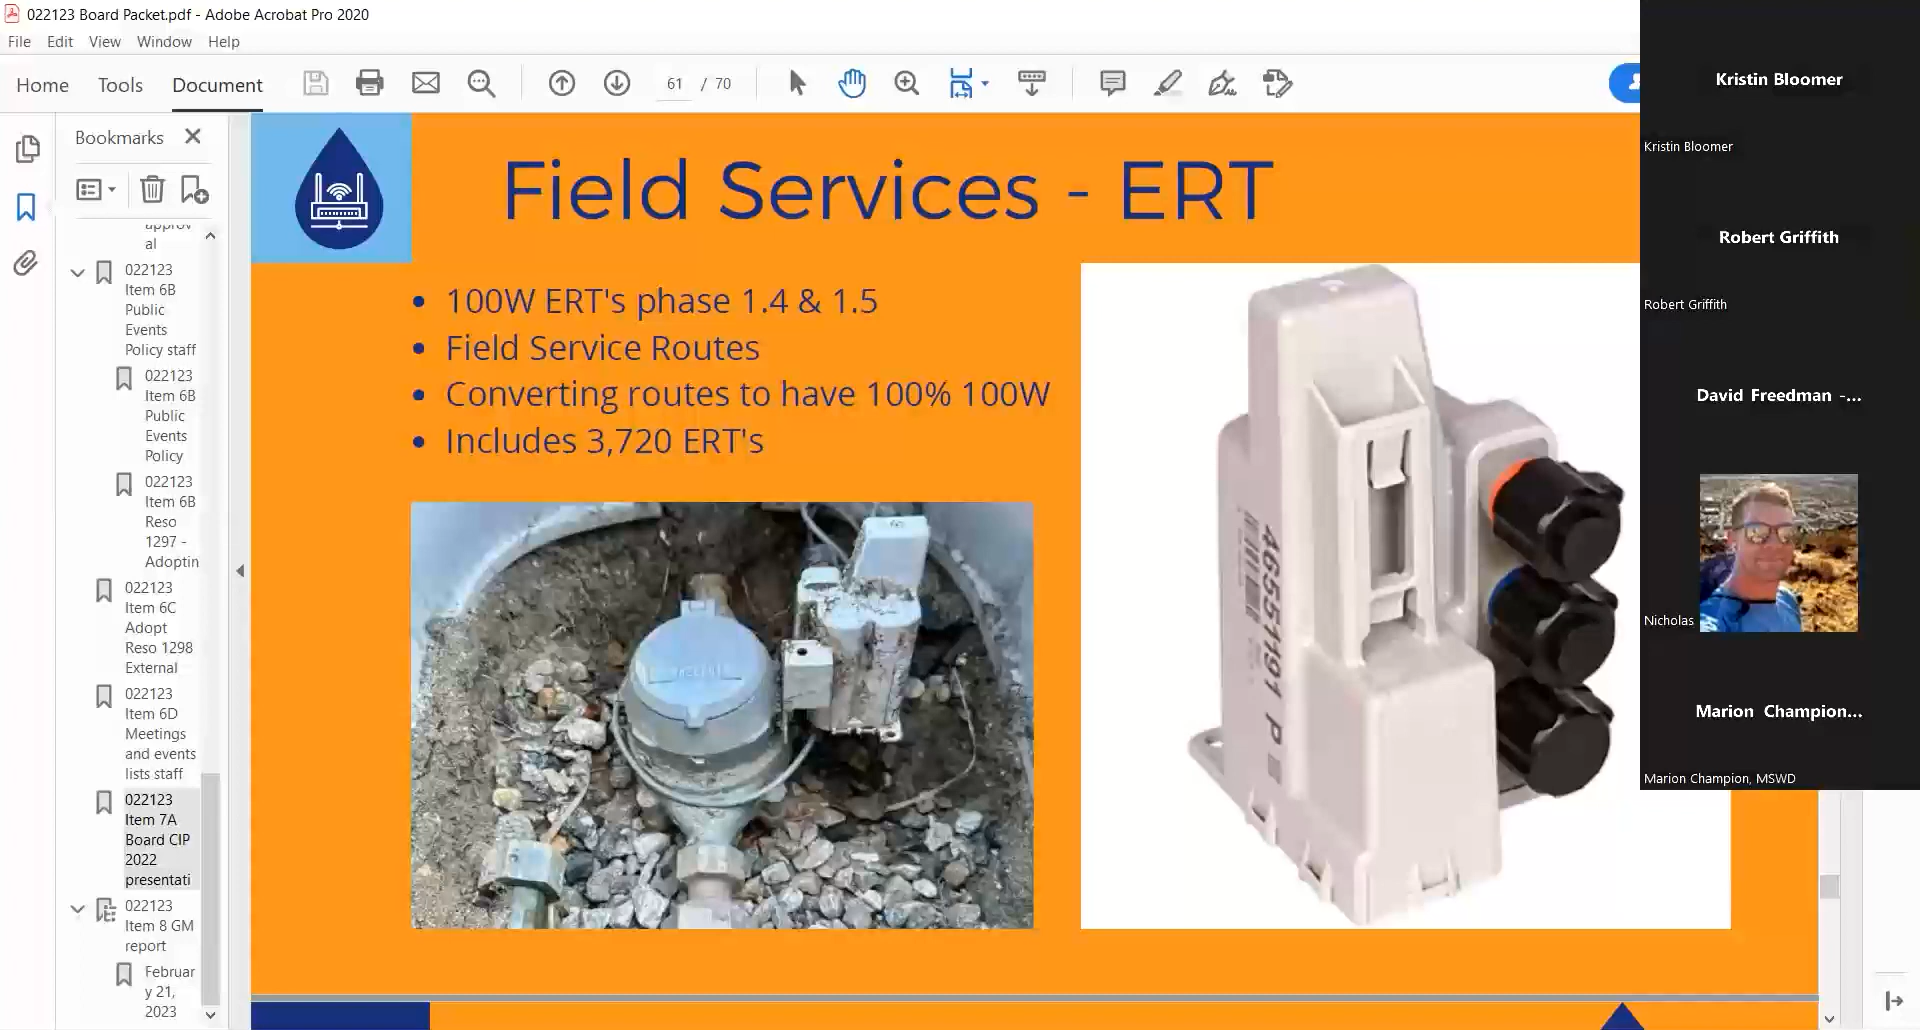 022123 Board Packet.pdf - Adobe Acrobat Pro 2020
File Edit View Window Help
Home Tools Document
61 / 70
Bookmarks
approv
al
022123
Item 6B
Public
Events
Policy staff
022123
Item 6B
Public
Events
Policy
022123
Item 6B
Reso
1297 -
Adoptin
022123
Item 6C
Adopt
Reso 1298
External
022123
Item 6D
Meetings
and events
lists staff
022123
Item 7A
Board CIP
2022
presentati
022123
Item 8 GM
report
Februar
y 21,
2023
Field Services - ERT
• 100W ERT's phase 1.4 & 1.5
• Field Service Routes
• Converting routes to have 100% 100W
• Includes 3,720 ERT's
46555191 P
Kristin Bloomer
Kristin Bloomer
Robert Griffith
Robert Griffith
David Freedman -...
Nicholas
Marion Champion...
Marion Champion, MSWD